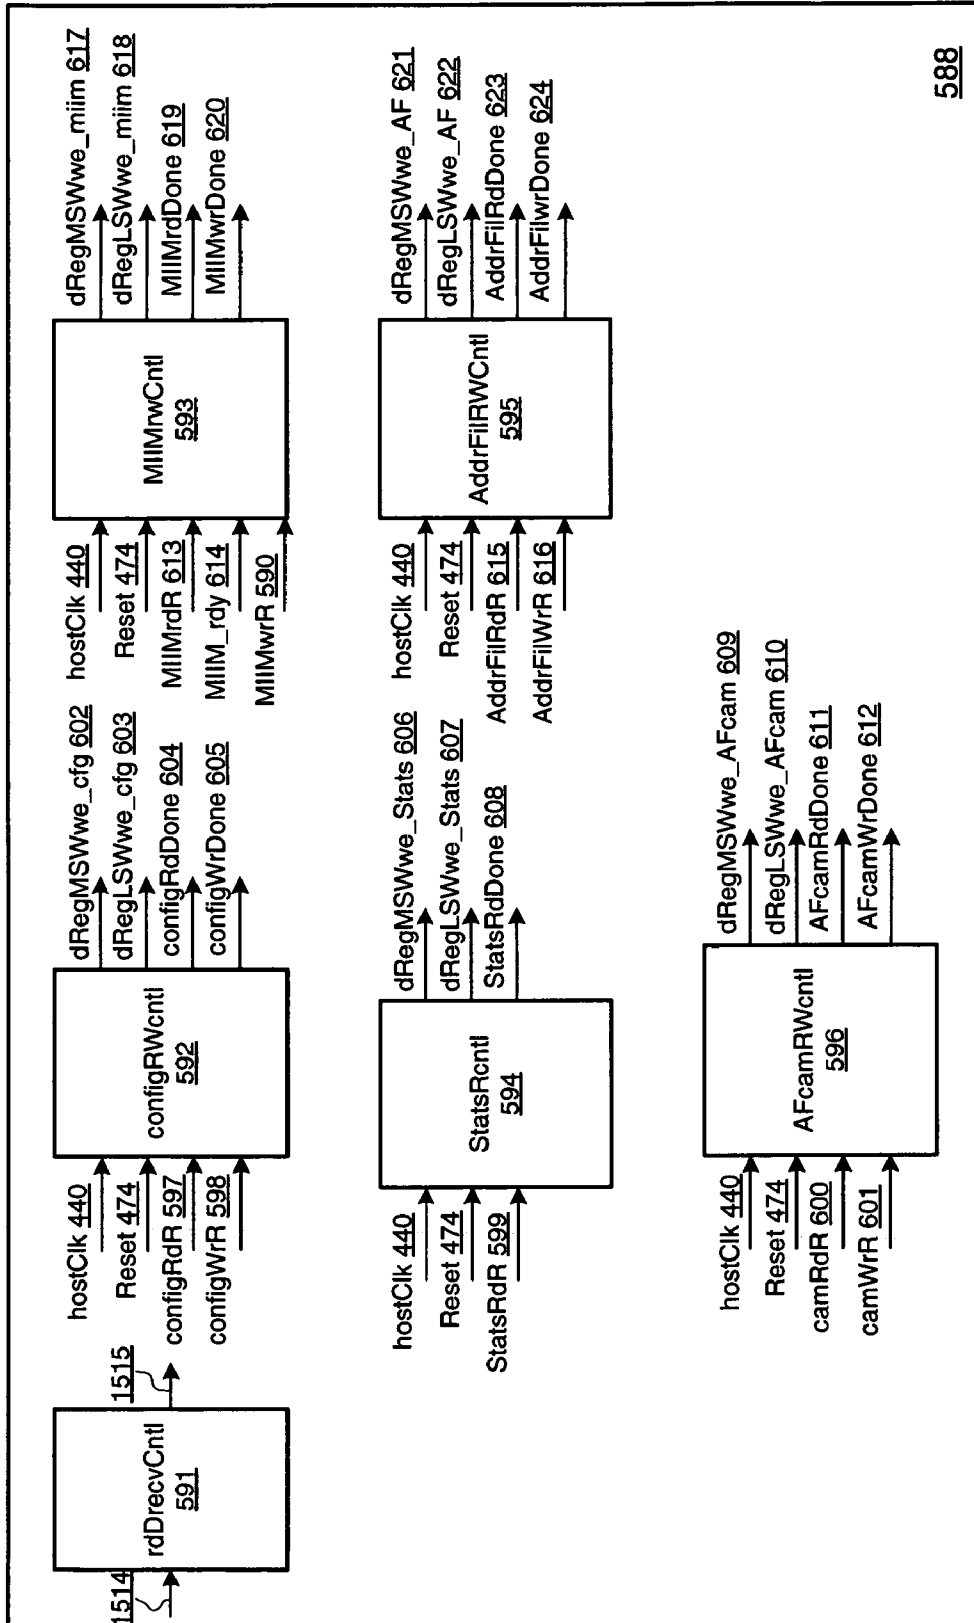 1514
rdDrecvCntl
591
1515
hostClk 440
Reset 474
configRdR 597
configWrR 598
configRWcntl
592
dRegMSWwe_cfg 602
dRegLSWwe_cfg 603
configRdDone 604
configWrDone 605
hostClk 440
Reset 474
MIIMrdR 613
MIIM_rdy 614
MIIMwrR 590
MIIMrwCntl
593
dRegMSWwe_miim 617
dRegLSWwe_miim 618
MIIMrdDone 619
MIIMwrDone 620
hostClk 440
Reset 474
StatsRdR 599
StatsRcntl
594
dRegMSWwe_Stats 606
dRegLSWwe_Stats 607
StatsRdDone 608
hostClk 440
Reset 474
AddrFilRdR 615
AddrFilWrR 616
AddrFilRWCntl
595
dRegMSWwe_AF 621
dRegLSWwe_AF 622
AddrFilRdDone 623
AddrFilwrDone 624
hostClk 440
Reset 474
camRdR 600
camWrR 601
AFcamRWcntl
596
dRegMSWwe_AFcam 609
dRegLSWwe_AFcam 610
AFcamRdDone 611
AFcamWrDone 612
588